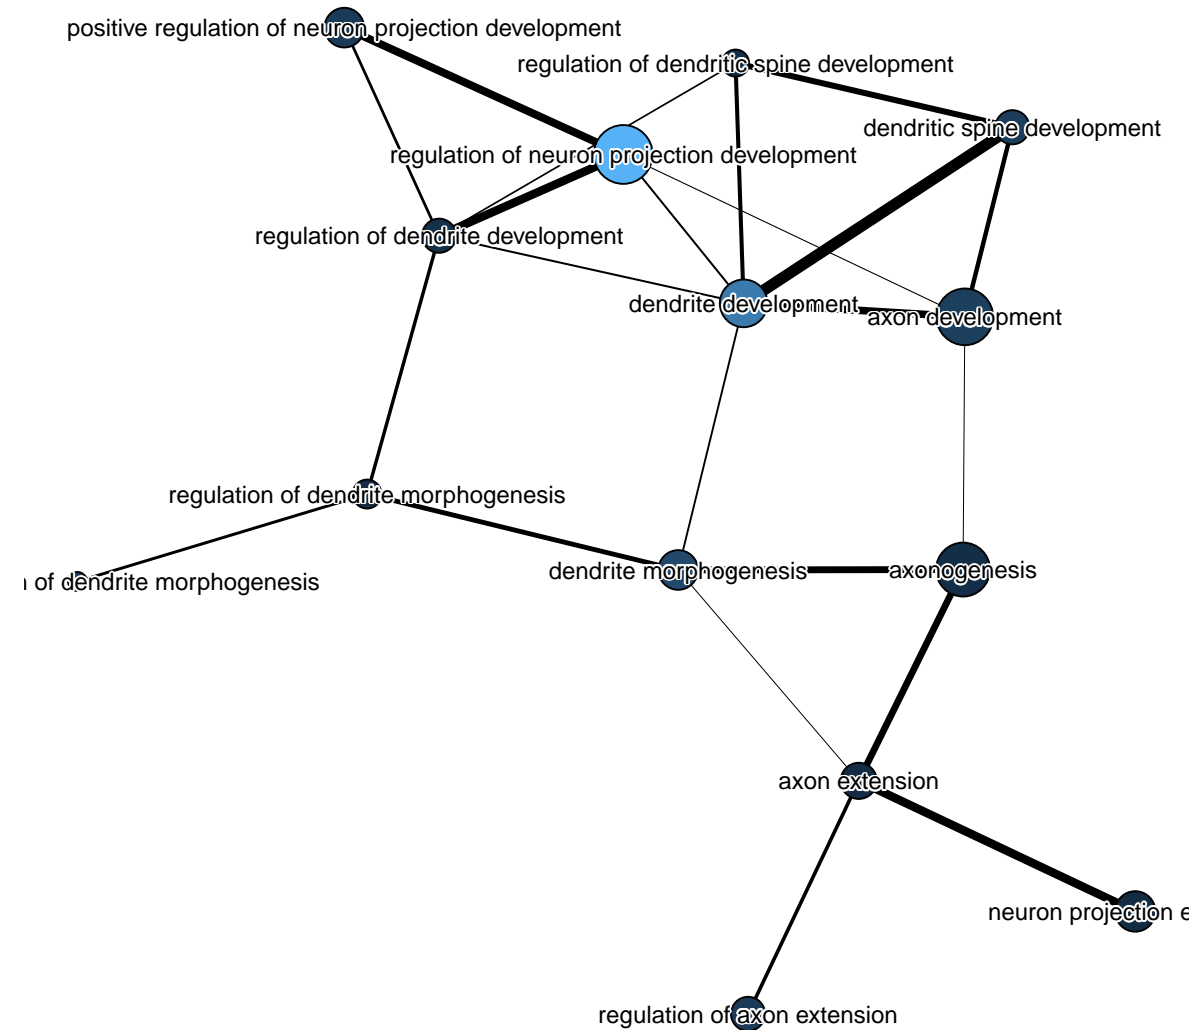 positive regulation of neuron projection development
regulation of dendritic spine development
dendritic spine development
regulation of neuron projection development
regulation of dendrite development
dendrite development
axon development
regulation of dendrite morphogenesis
dendrite morphogenesis
axonogenesis
of dendrite morphogenesis
axon extension
neuron projection e
regulation of axon extension